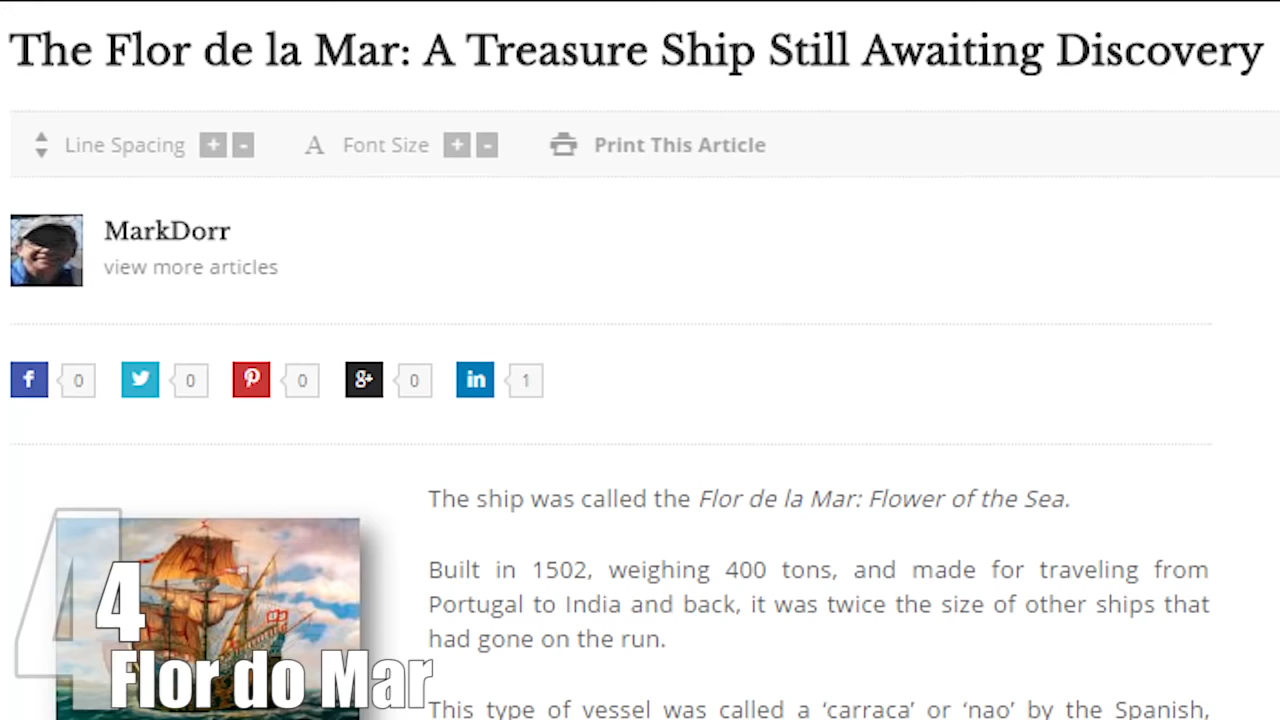 The Flor de la Mar: A Treasure Ship Still Awaiting Discovery
Line Spacing + - A Font Size + - Print This Article
MarkDorr
view more articles
f 0 0 0 g+ 0 in 1
The ship was called the Flor de la Mar: Flower of the Sea.
Built in 1502, weighing 400 tons, and made for traveling from
Portugal to India and back, it was twice the size of other ships that
had gone on the run.
This type of vessel was called a ‘carraca’ or ‘nao’ by the Spanish,
4
4
Flor do Mar